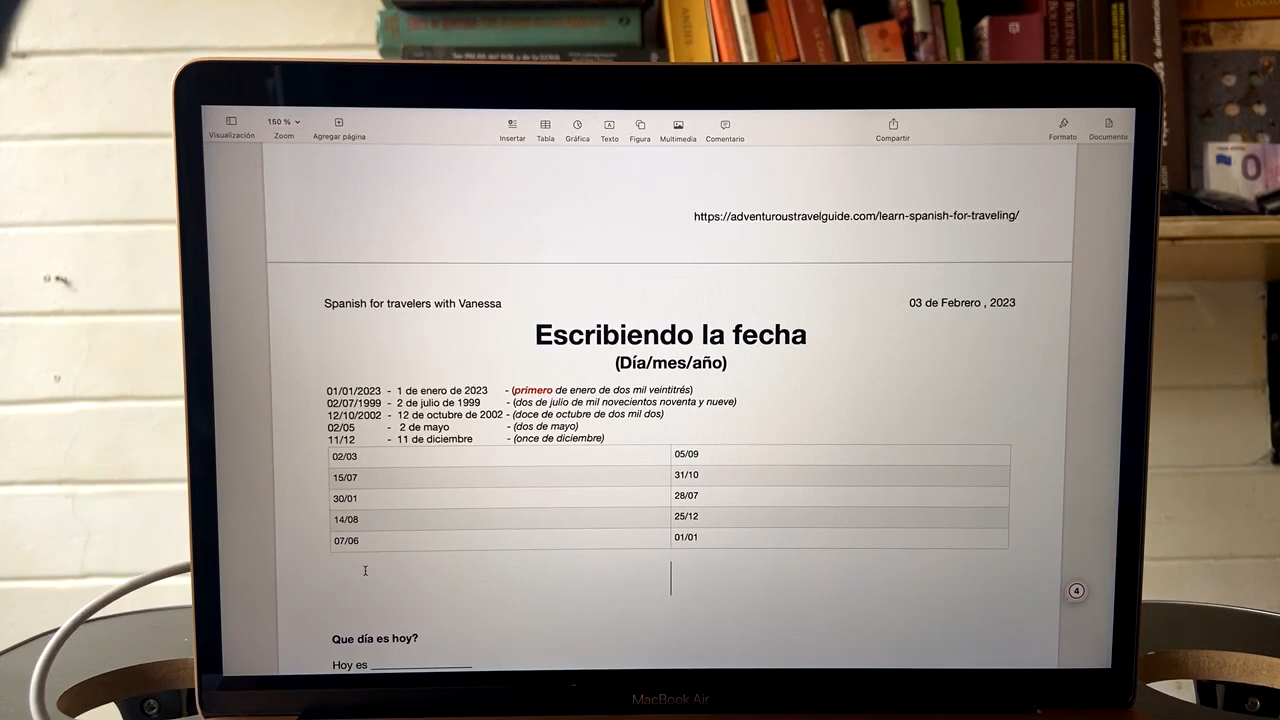 ANDES
150 %
Visualización
Zoom
Agregar página
Insertar
Tabla
Gráfica
Texto
Figura
Multimedia
Comentario
Compartir
Formato
Documento
https://adventuroustravelguide.com/learn-spanish-for-traveling/
Spanish for travelers with Vanessa
03 de Febrero , 2023
Escribiendo la fecha
(Día/mes/año)
01/01/2023 - 1 de enero de 2023 - (primero de enero de dos mil veintitrés)
02/07/1999 - 2 de julio de 1999 - (dos de julio de mil novecientos noventa y nueve)
12/10/2002 - 12 de octubre de 2002 - (doce de octubre de dos mil dos)
02/05 - 2 de mayo - (dos de mayo)
11/12 - 11 de diciembre - (once de diciembre)
02/03 05/09
15/07 31/10
30/01 28/07
14/08 25/12
07/06 01/01
4
Que día es hoy?
Hoy es ______________
MacBook Air